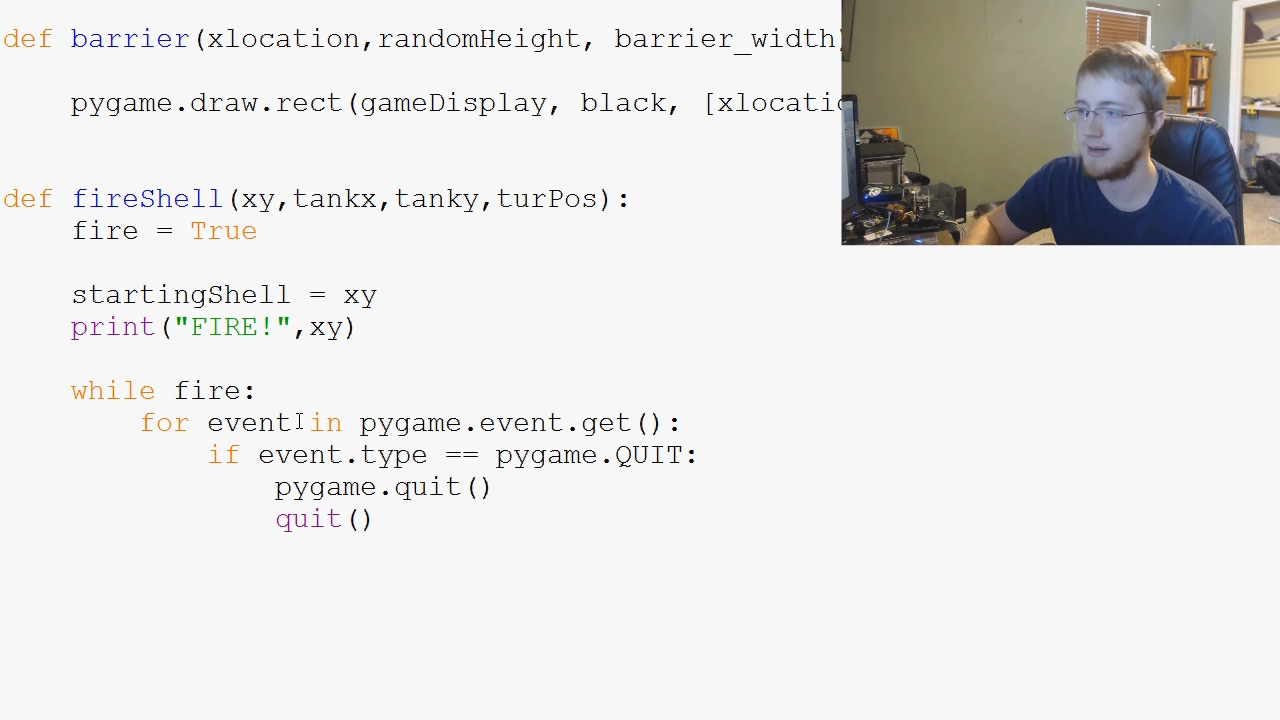 def barrier(xlocation,randomHeight, barrier_width)
pygame.draw.rect(gameDisplay, black, [xlocatio
def fireShell(xy,tankx,tanky,turPos):
fire = True
startingShell = xy
print("FIRE!",xy)
while fire:
for event in pygame.event.get():
if event.type == pygame.QUIT:
pygame.quit()
quit()